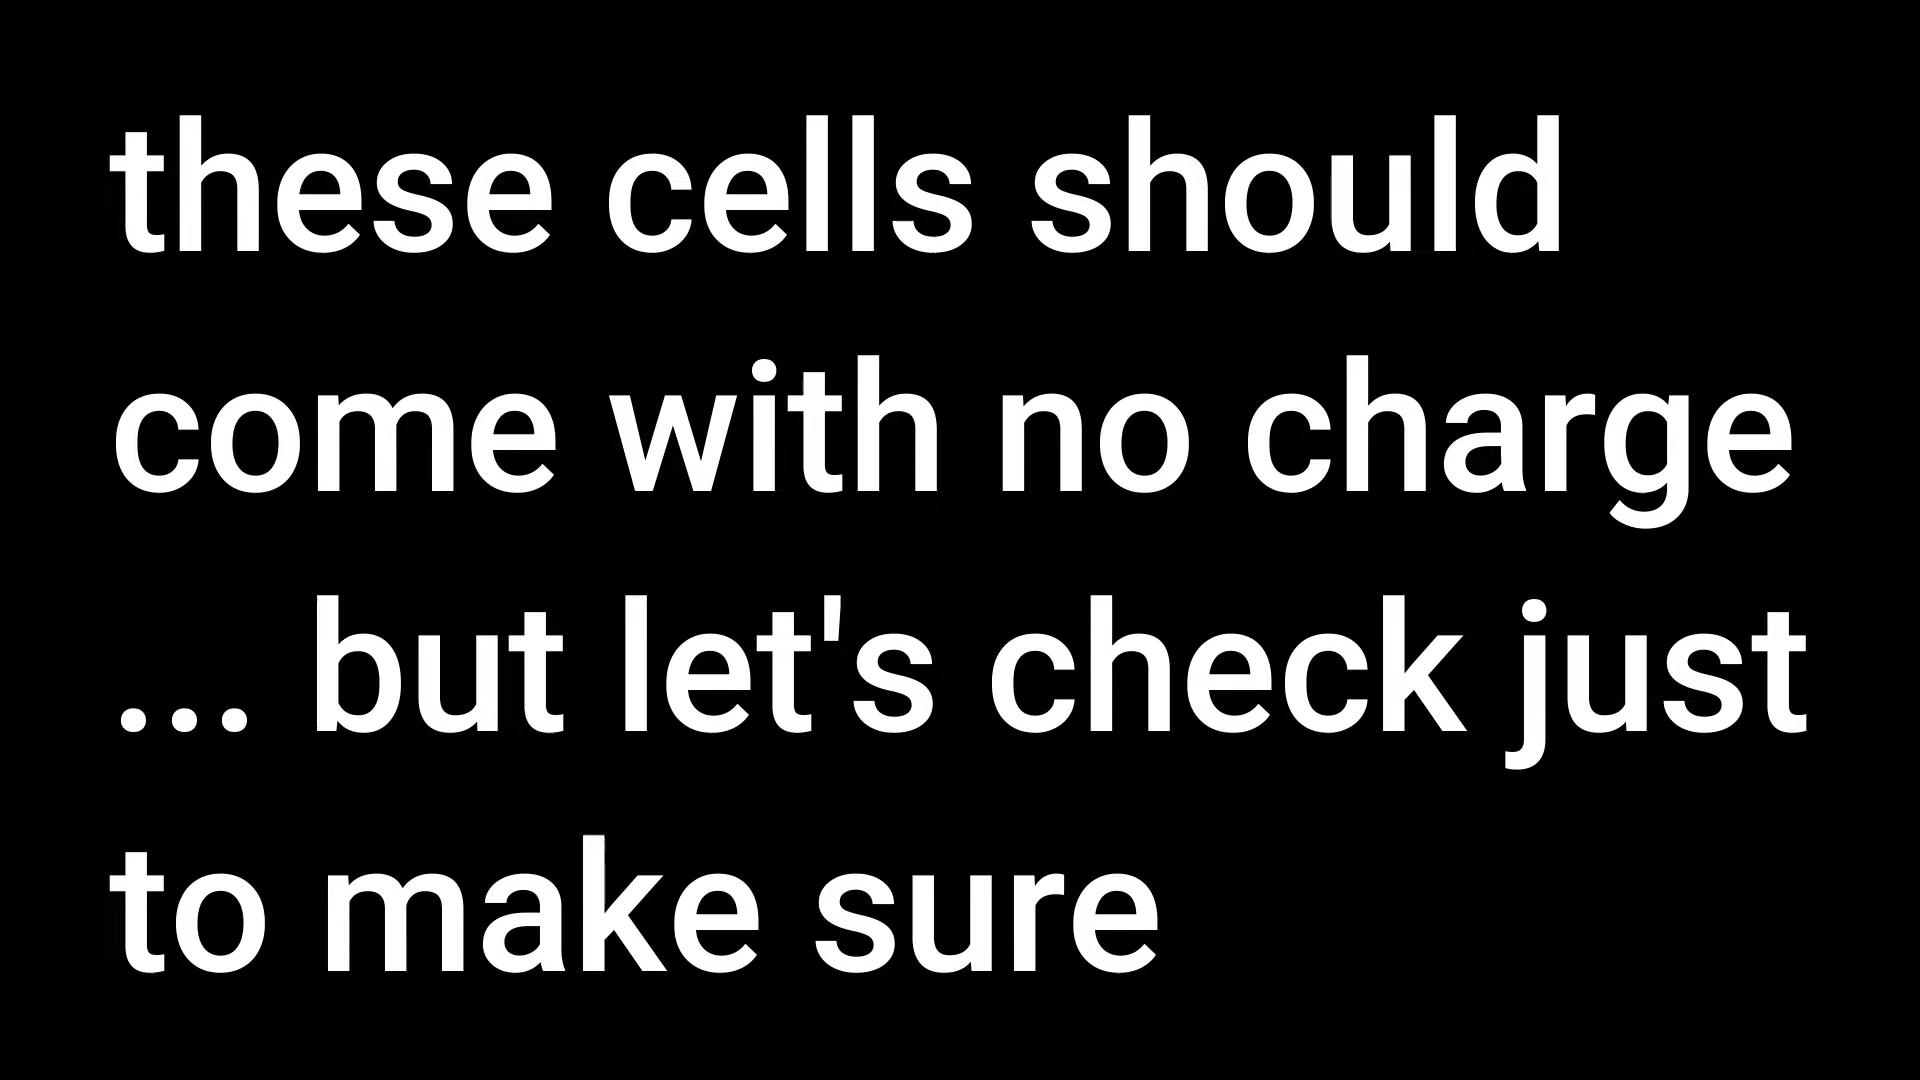 these cells should
come with no charge
... but let's check just
to make sure